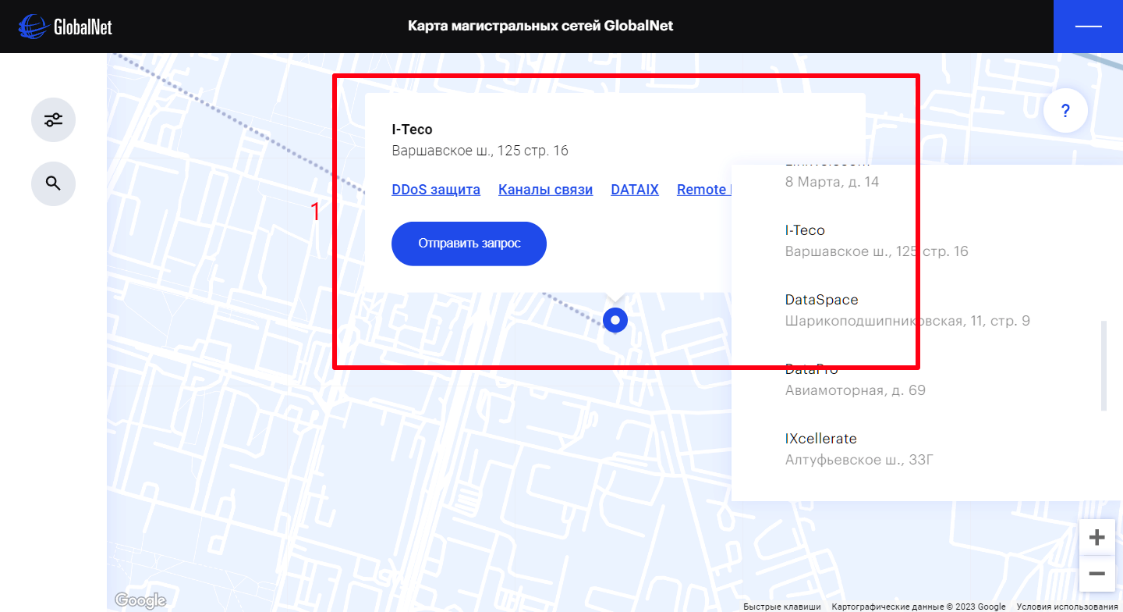 GlobalNet
Карта магистральных сетей GlobalNet
?
I-Teco
Варшавское ш., 125 стр. 16
DDoS защита Каналы связи DATAIX Remote
1
Отправить запрос
8 Марта, д. 14
I-Teco
Варшавское ш., 125 стр. 16
DataSpace
Шарикоподшипниковская, 11, стр. 9
DataPro
Авиамоторная, д. 69
IXcellerate
Алтуфьевское ш., 33Г
+
−
Google
Быстрые клавиши Картографические данные © 2023 Google Условия использования